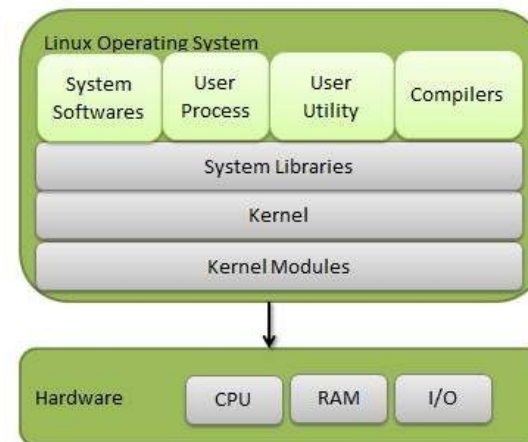 Linux Operating System
System
Softwares
User
Process
User
Utility
Compilers
System Libraries
Kernel
Kernel Modules
Hardware
CPU
RAM
I/O